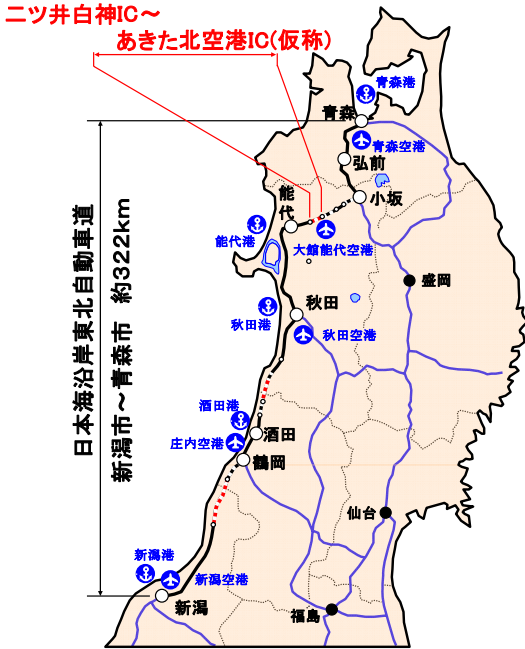 二ツ井白神IC～
あきた北空港IC(仮称)
青森港
青森
青森空港
弘前
能代
小坂
能代港
大館能代空港
盛岡
秋田
秋田港
秋田空港
日本海沿岸東北自動車道
新潟市～青森市 約322km
酒田港
酒田
庄内空港
鶴岡
仙台
新潟港
新潟空港
新潟
福島